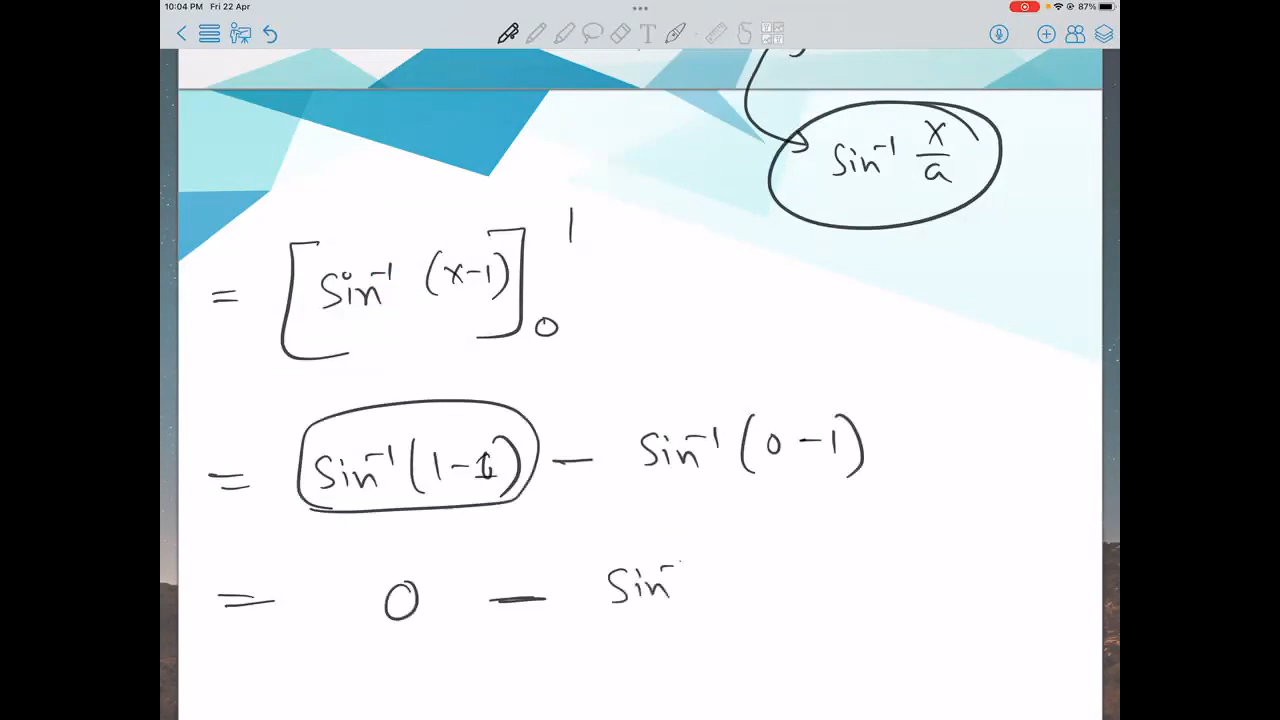 10:04 PM Fri 22 Apr
87%
T
sin⁻¹ x/a
= [sin⁻¹ (x-1)]₀¹
= sin⁻¹(1-1) - sin⁻¹(0-1)
= 0 - sin⁻